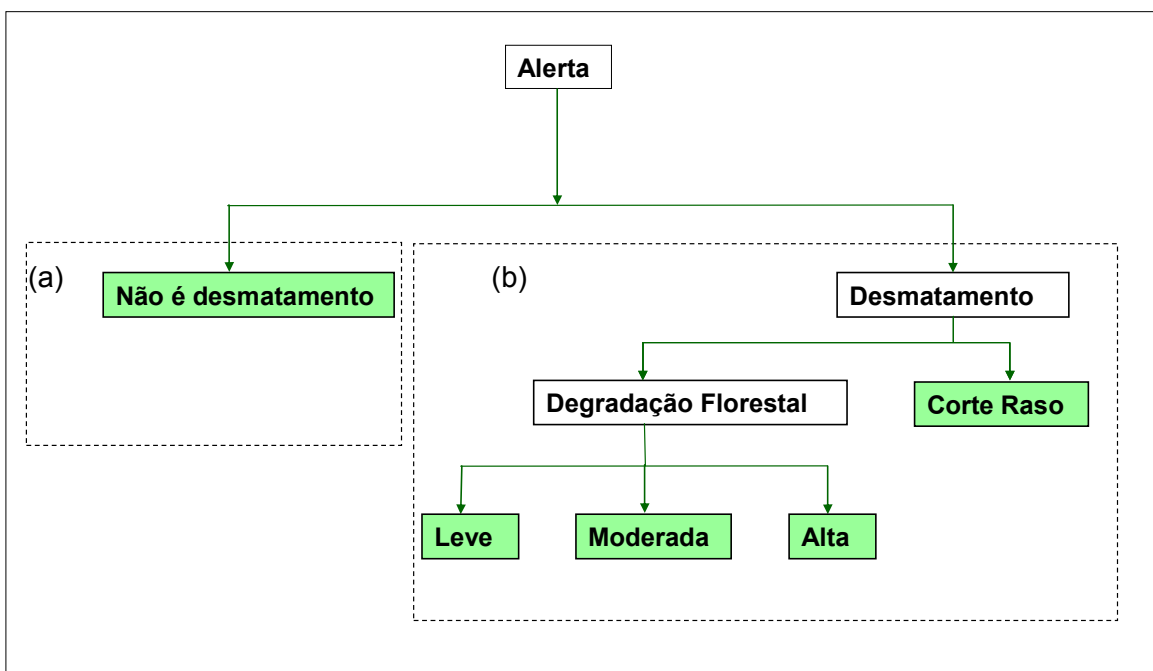 Alerta
(a)
Não é desmatamento
(b)
Desmatamento
Degradação Florestal
Corte Raso
Leve
Moderada
Alta